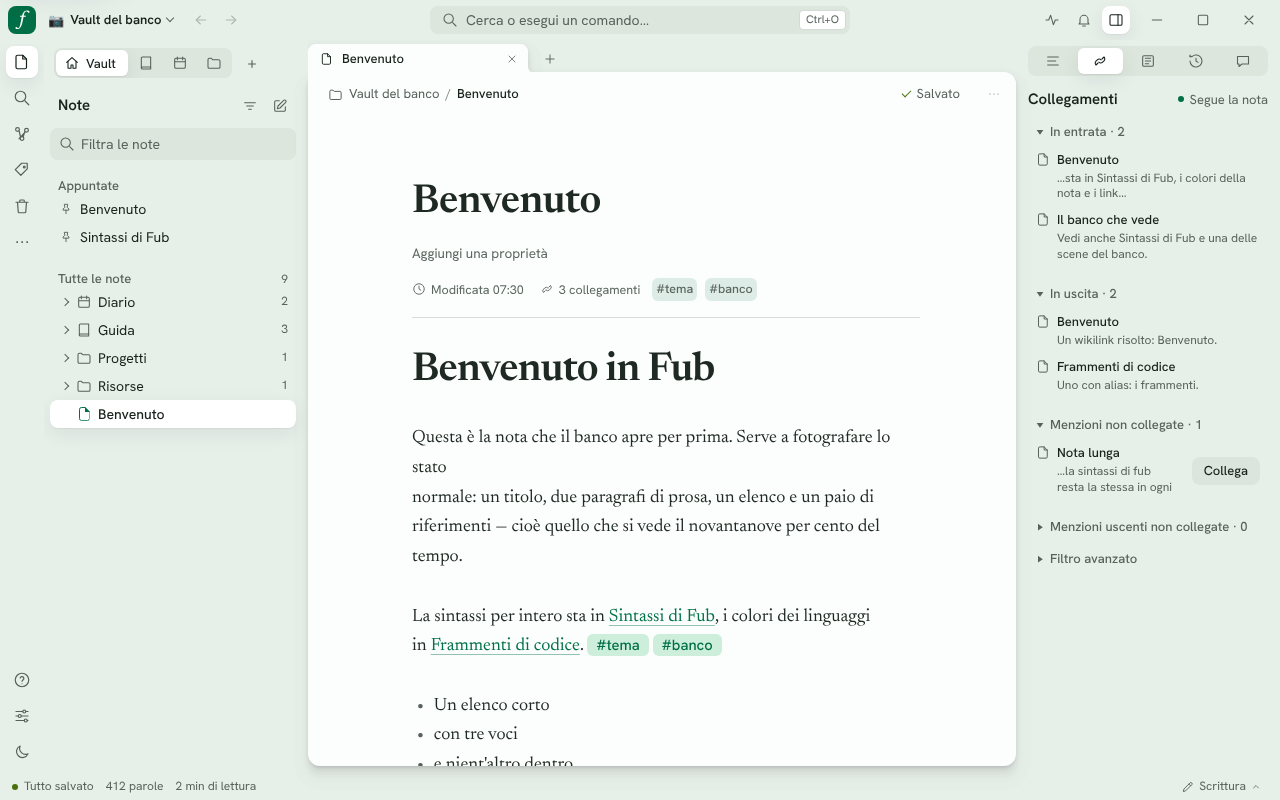 Vault del banco
Cerca o esegui un comando...
Ctrl+O
Vault
Note
Filtra le note
Appuntate
Benvenuto
Sintassi di Fub
Tutte le note 9
Diario 2
Guida 3
Progetti 1
Risorse 1
Benvenuto
Benvenuto
Vault del banco / Benvenuto
Salvato
Benvenuto
Aggiungi una proprietà
Modificata 07:30 3 collegamenti #tema #banco
Benvenuto in Fub
Questa è la nota che il banco apre per prima. Serve a fotografare lo
stato
normale: un titolo, due paragrafi di prosa, un elenco e un paio di
riferimenti — cioè quello che si vede il novantanove per cento del
tempo.
La sintassi per intero sta in Sintassi di Fub, i colori dei linguaggi
in Frammenti di codice. #tema #banco
• Un elenco corto
• con tre voci
• e nient'altro dentro
Collegamenti
Segue la nota
In entrata · 2
Benvenuto
...sta in Sintassi di Fub, i colori della
nota e i link...
Il banco che vede
Vedi anche Sintassi di Fub e una delle
scene del banco.
In uscita · 2
Benvenuto
Un wikilink risolto: Benvenuto.
Frammenti di codice
Uno con alias: i frammenti.
Menzioni non collegate · 1
Nota lunga
...la sintassi di fub
resta la stessa in ogni
Collega
Menzioni uscenti non collegate · 0
Filtro avanzato
Tutto salvato 412 parole 2 min di lettura
Scrittura